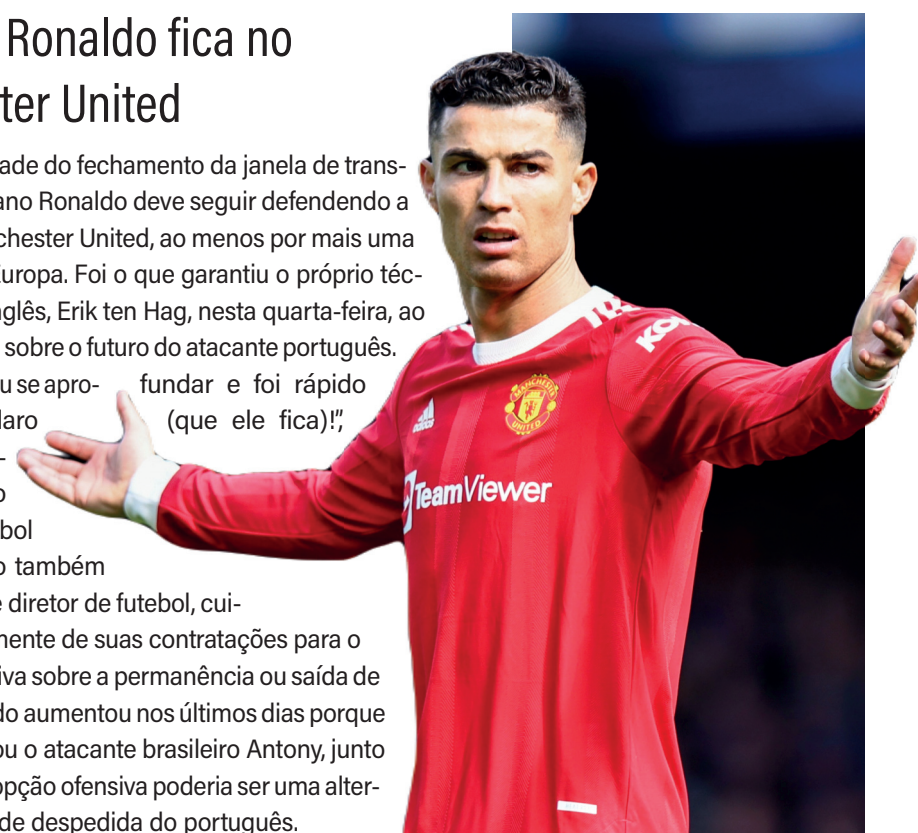 Ronaldo fica no
ter United
ade do fechamento da janela de trans-
ano Ronaldo deve seguir defendendo a
chester United, ao menos por mais uma
Europa. Foi o que garantiu o próprio téc-
glês, Erik ten Hag, nesta quarta-feira, ao
sobre o futuro do atacante português.
u se apro- fundar e foi rápido
laro (que ele fica)!”,
-
o
bol
o também
e diretor de futebol, cui-
mente de suas contratações para o
iva sobre a permanência ou saída de
do aumentou nos últimos dias porque
ou o atacante brasileiro Antony, junto
opção ofensiva poderia ser uma alter-
de despedida do português.
MANCHESTER
UNITED
adidas
TeamViewer